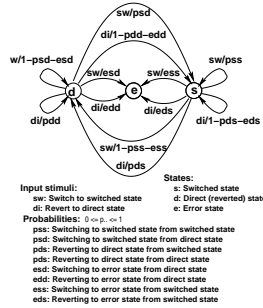 sw/psd
di/1-pdd-edd
w/1-psd-esd
sw/esd
sw/ess
sw/pss
d
e
s
di/pdd
di/edd
di/eds
di/1-pds-eds
sw/1-pss-ess
di/pds
States:
Input stimuli:
s: Switched state
sw: Switch to switched state
d: Direct (reverted) stat
di: Revert to direct state
e: Error state
Probabilities: 0 <= p.. <= 1
pss: Switching to switched state from switched state
psd: Switching to switched state from direct state
pds: Reverting to direct state from switched state
pds: Reverting to direct state from direct state
esd: Switching to error state from direct state
edd: Reverting to error state from direct state
ess: Switching to error state from switched state
eds: Reverting to error state from switched state